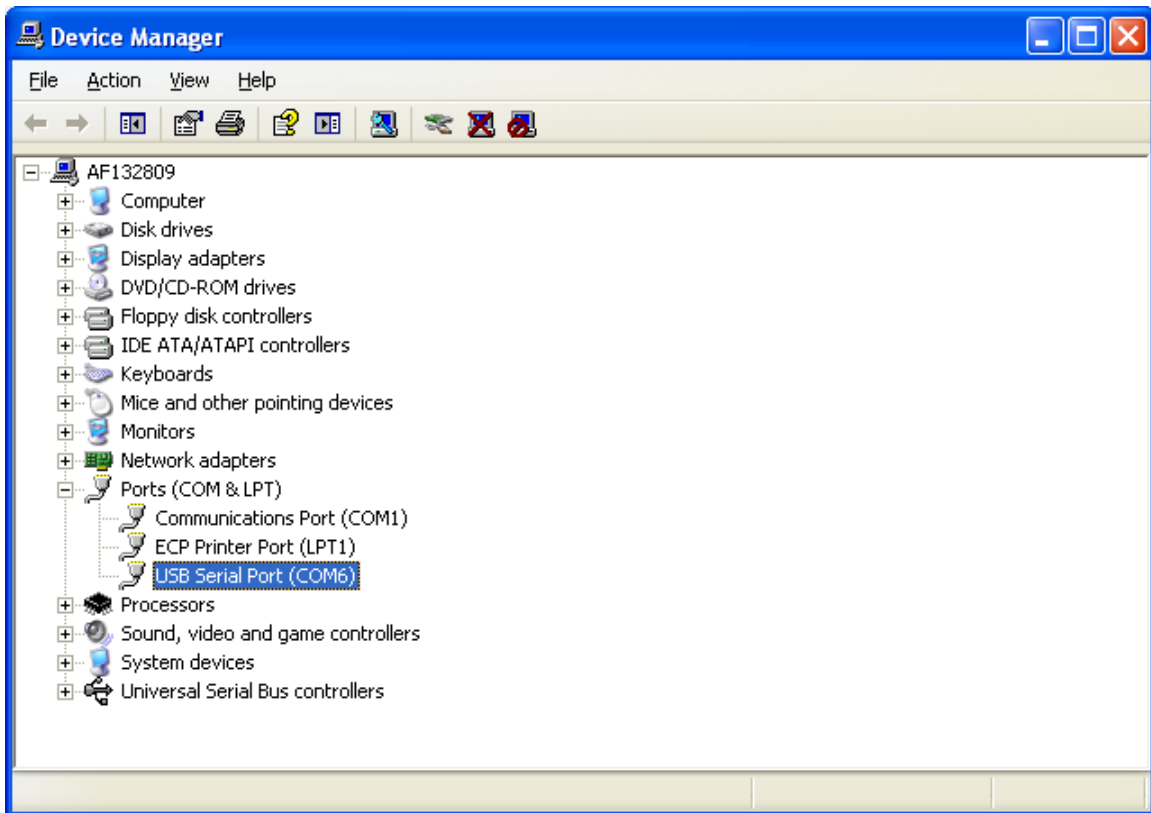 Device Manager
File Action View Help
AF132809
Computer
Disk drives
Display adapters
DVD/CD-ROM drives
Floppy disk controllers
IDE ATA/ATAPI controllers
Keyboards
Mice and other pointing devices
Monitors
Network adapters
Ports (COM & LPT)
Communications Port (COM1)
ECP Printer Port (LPT1)
USB Serial Port (COM6)
Processors
Sound, video and game controllers
System devices
Universal Serial Bus controllers